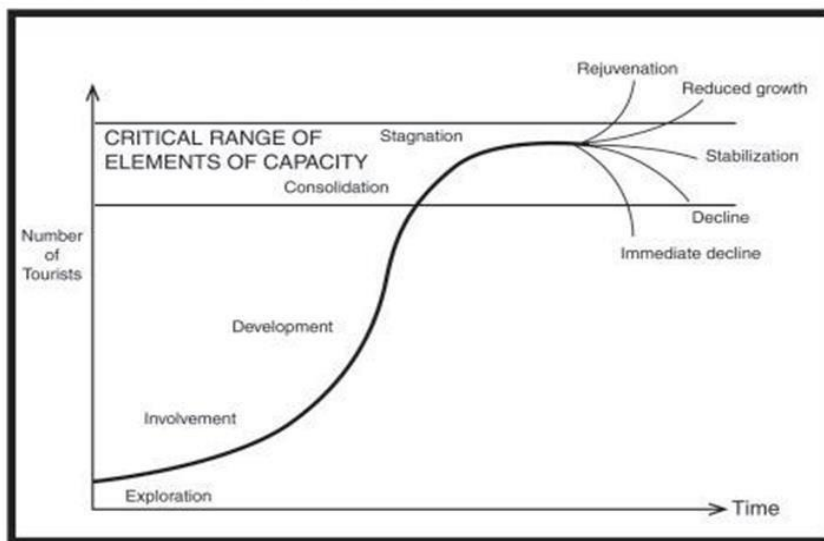 Rejuvenation
Reduced growth
CRITICAL RANGE OF
ELEMENTS OF CAPACITY
Stagnation
Stabilization
Consolidation
Decline
Number
of
Tourists
Immediate decline
Development
Involvement
Exploration
Time